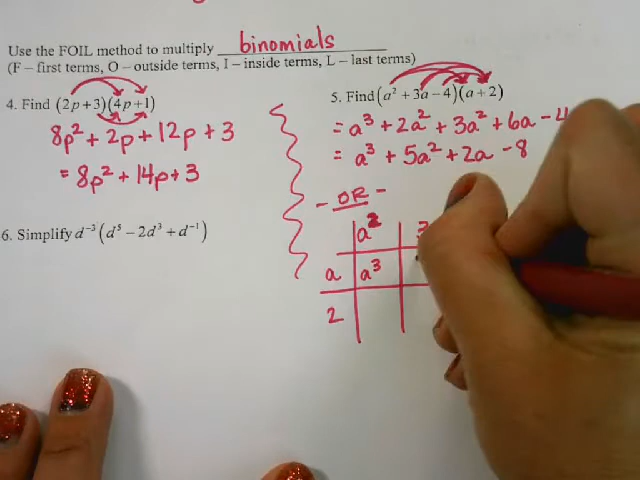 Use the FOIL method to multiply binomials
(F – first terms, O – outside terms, I – inside terms, L – last terms)
4. Find (2p+3)(4p+1)
8p² + 2p + 12p + 3
= 8p² + 14p + 3
6. Simplify d⁻³(d⁵ − 2d³ + d⁻¹)
5. Find (a² + 3a − 4)(a + 2)
= a³ + 2a² + 3a² + 6a − 4
= a³ + 5a² + 2a − 8
- OR -
a² 3
a a³
2